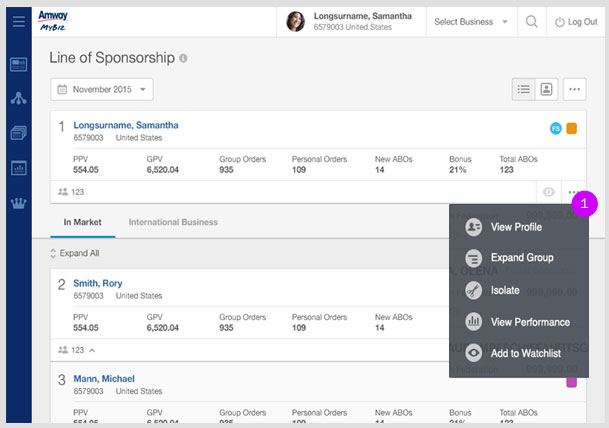 Amway
MyBiz
Longsurname, Samantha
6579003 United States
Select Business
Log Out
Line of Sponsorship
November 2015
1 Longsurname, Samantha
6579003 United States
FS
PPV GPV Group Orders Personal Orders New ABOs Bonus Total ABOs
554.05 6,520.04 935 109 14 21% 123
123
1
In Market International Business
Expand All
View Profile
Expand Group
Isolate
View Performance
Add to Watchlist
2 Smith, Rory
6579003 United States
PPV GPV Group Orders Personal Orders New ABOs
554.05 6,520.04 935 109 14
123
3 Mann, Michael
6579003 United States
PPV GPV Group Orders Personal Orders New ABOs Bonus Total ABOs
554.05 6,520.04 935 109 14 21% 123